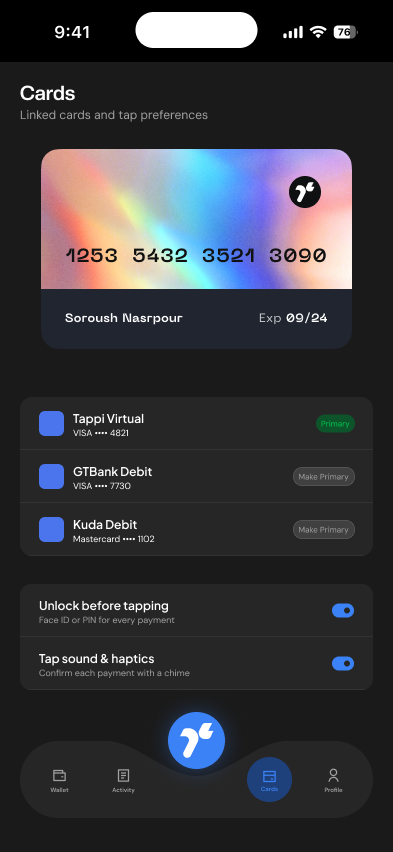 9:41
76
Cards
Linked cards and tap preferences
1253 5432 3521 3090
Soroush Nasrpour
Exp 09/24
Tappi Virtual
VISA •••• 4821
Primary
GTBank Debit
VISA •••• 7730
Make Primary
Kuda Debit
Mastercard •••• 1102
Make Primary
Unlock before tapping
Face ID or PIN for every payment
Tap sound & haptics
Confirm each payment with a chime
Wallet
Activity
Cards
Profile